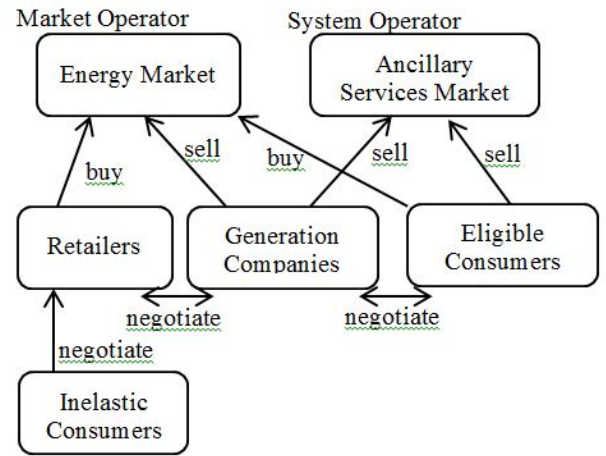 Market Operator
System Operator
Energy Market
Ancillary
Services Market
buy
sell
buy
sell
sell
Retailers
Generation
Companies
Eligible
Consumers
negotiate
negotiate
negotiate
Inelastic
Consumers